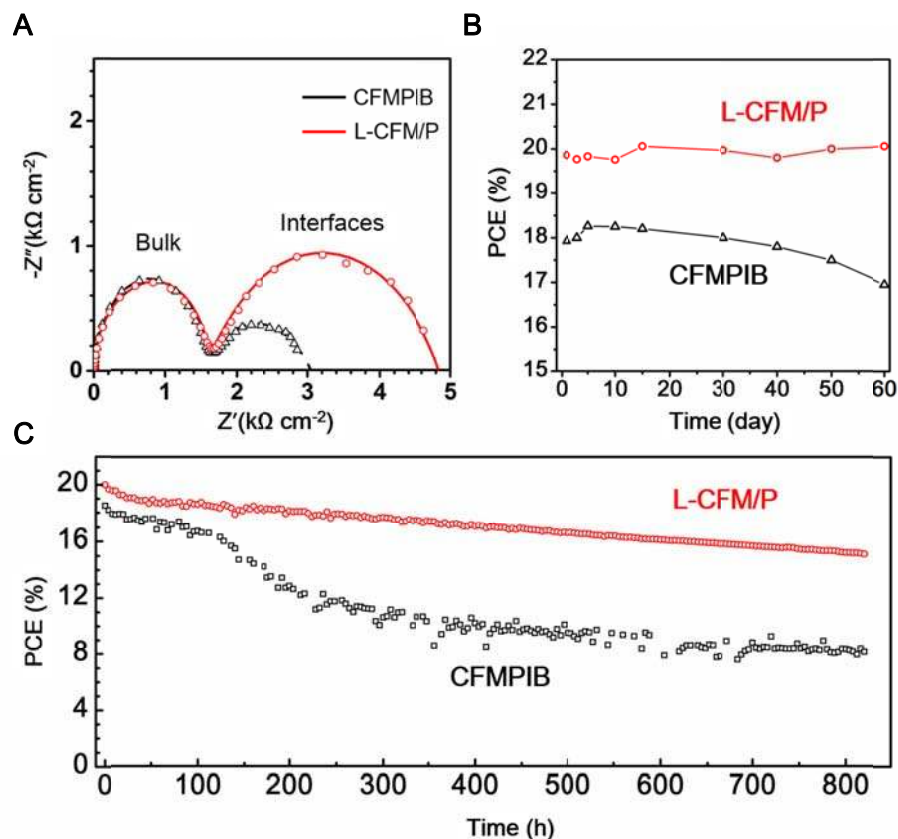 A
-Z″(kΩ cm-2)
2
1
0
CFMPIB
L-CFM/P
Bulk
Interfaces
0 1 2 3 4 5
Z′(kΩ cm-2)
B
PCE (%)
22
21
20
19
18
17
16
15
L-CFM/P
CFMPIB
0 10 20 30 40 50 60
Time (day)
C
PCE (%)
20
16
12
8
4
0
L-CFM/P
CFMPIB
0 100 200 300 400 500 600 700 800
Time (h)